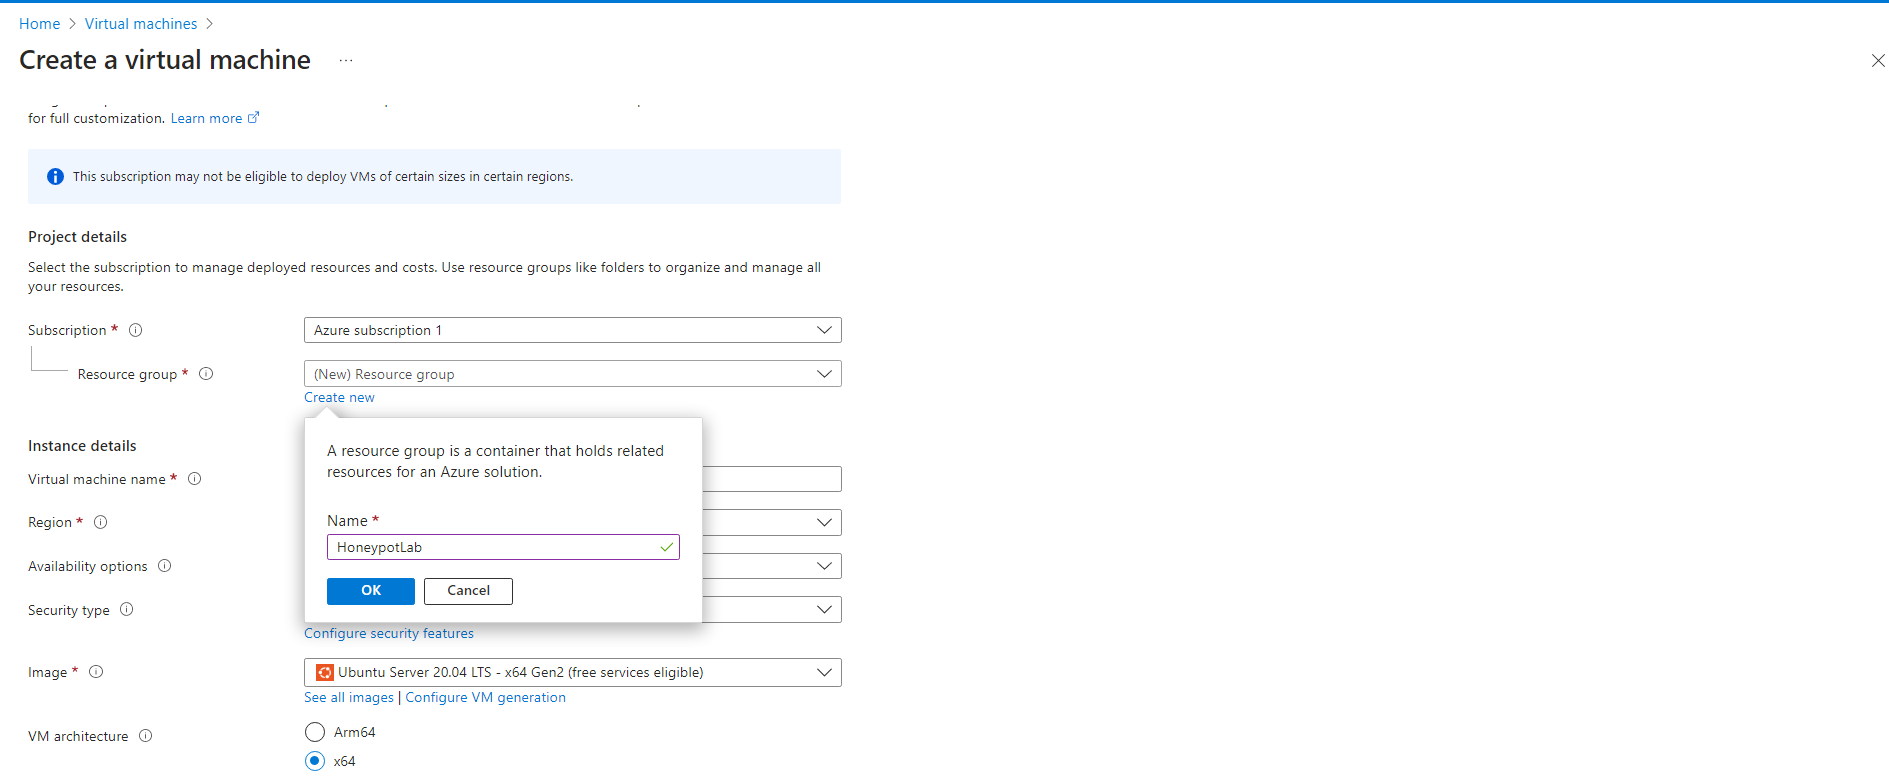 Home > Virtual machines >
Create a virtual machine ...
for full customization. Learn more
This subscription may not be eligible to deploy VMs of certain sizes in certain regions.
Project details
Select the subscription to manage deployed resources and costs. Use resource groups like folders to organize and manage all
your resources.
Subscription *
Azure subscription 1
Resource group *
(New) Resource group
Create new
A resource group is a container that holds related
resources for an Azure solution.
Name *
HoneypotLab
OK
Cancel
Instance details
Virtual machine name *
Region *
Availability options
Security type
Configure security features
Image *
Ubuntu Server 20.04 LTS - x64 Gen2 (free services eligible)
See all images | Configure VM generation
VM architecture
Arm64
x64